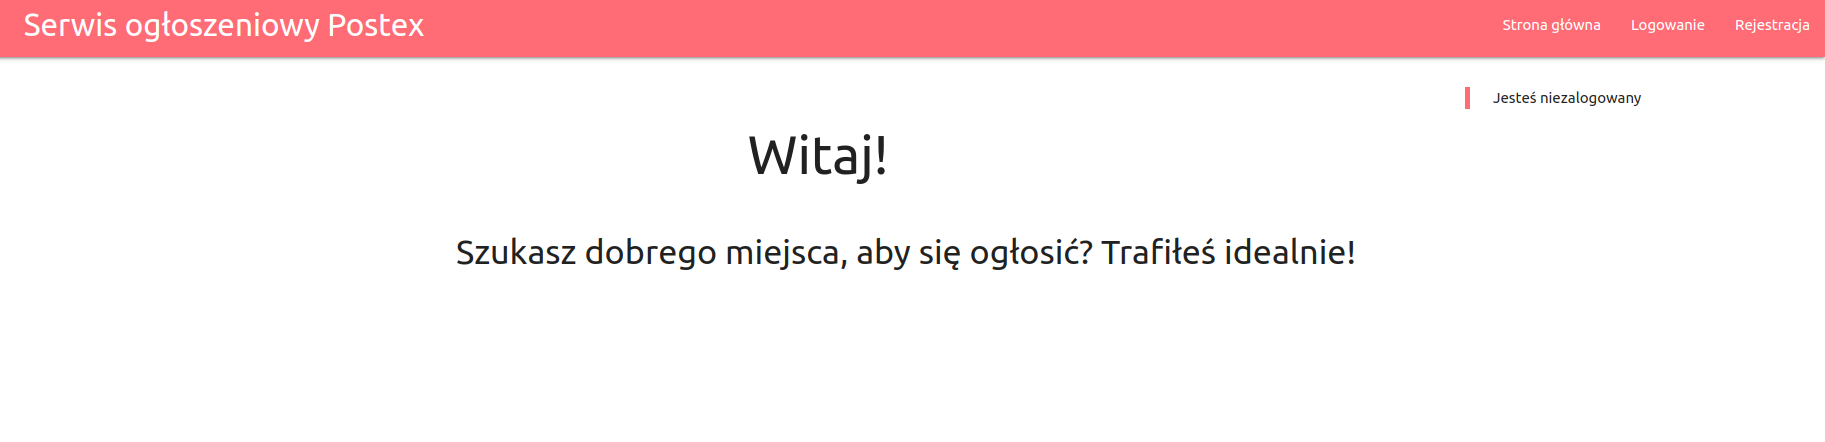 Serwis ogłoszeniowy Postex
Strona główna Logowanie Rejestracja
Jesteś niezalogowany
Witaj!
Szukasz dobrego miejsca, aby się ogłosić? Trafiłeś idealnie!